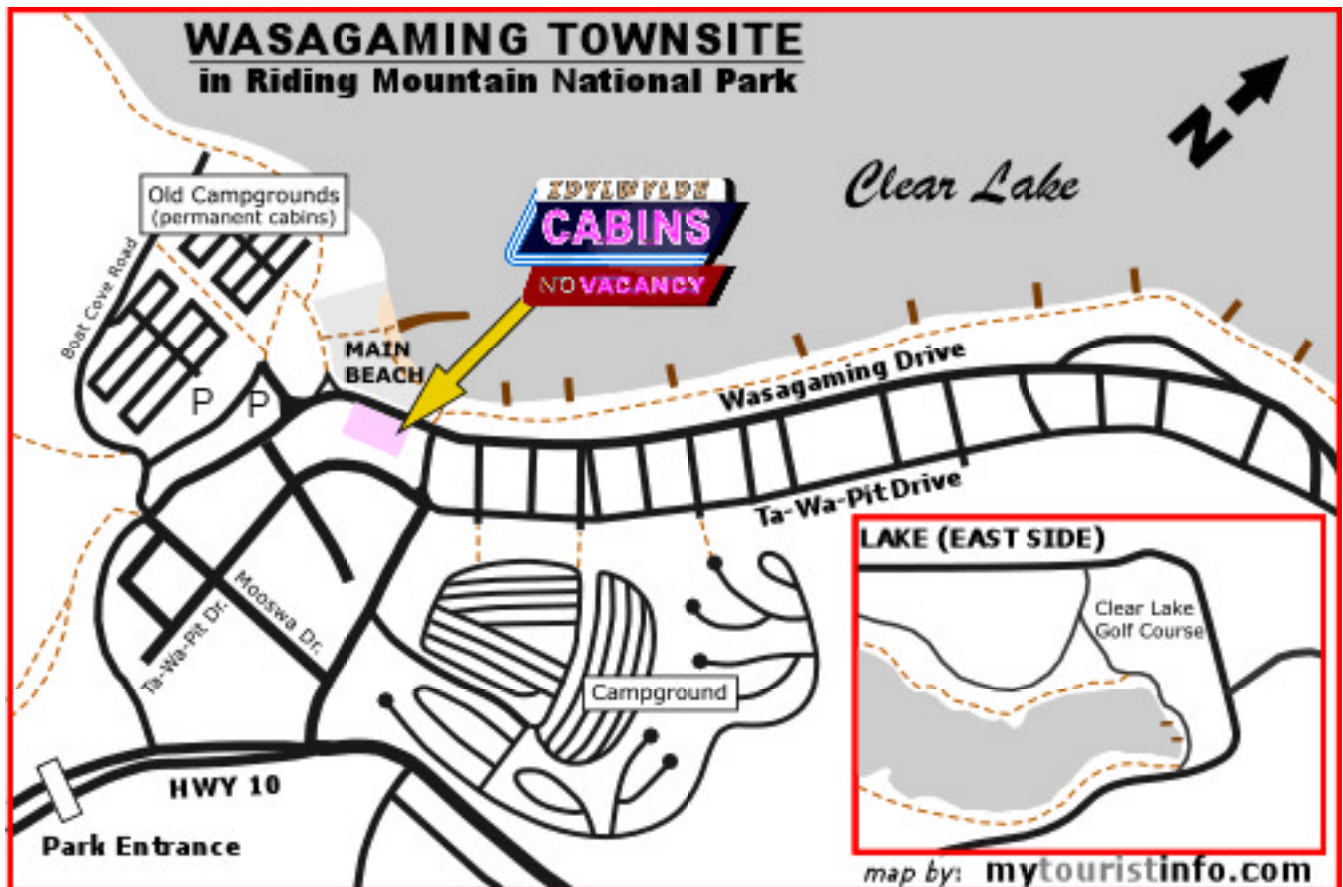 WASAGAMING TOWNSITE
in Riding Mountain National Park
N
Clear Lake
Old Campgrounds
(permanent cabins)
IDYLWYLDE
CABINS
NO VACANCY
Boat Cove Road
MAIN
BEACH
P
P
Wasagaming Drive
Ta-Wa-Pit Drive
Mooswa Dr.
Ta-Wa-Pit Dr.
Campground
LAKE (EAST SIDE)
Clear Lake
Golf Course
HWY 10
Park Entrance
map by: mytouristinfo.com